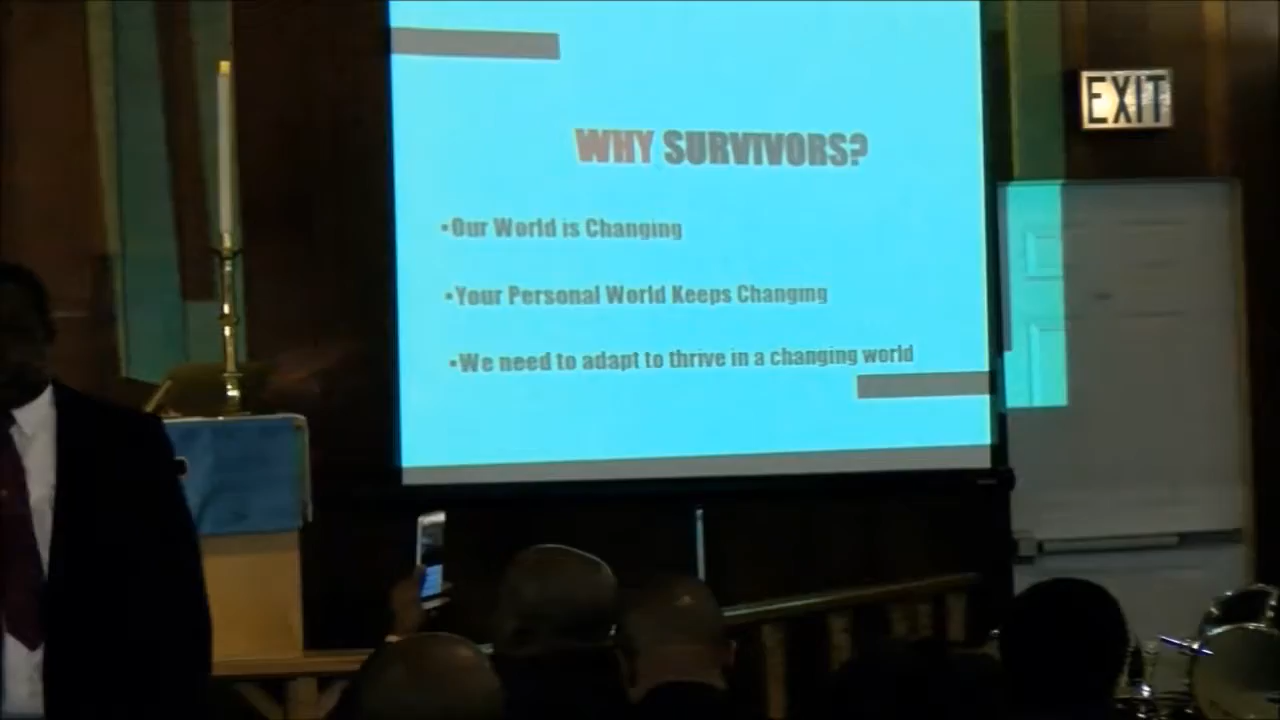 EXIT
WHY SURVIVORS?
•Our World is Changing
•Your Personal World Keeps Changing
•We need to adapt to thrive in a changing world